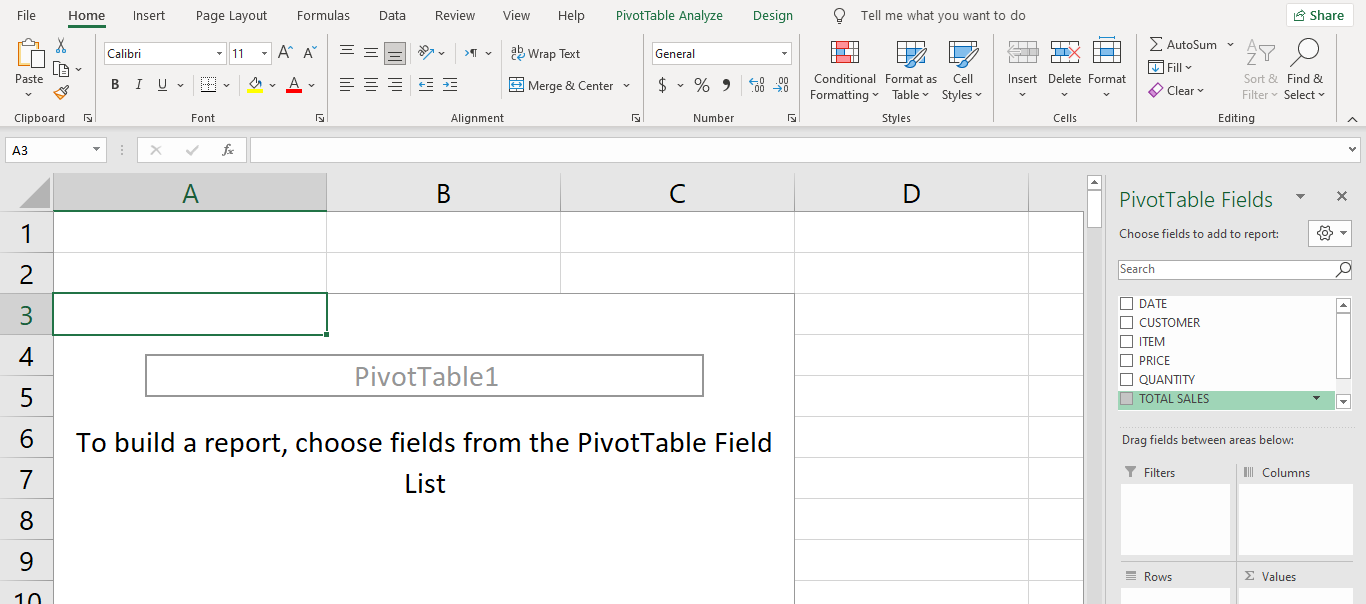 File Home Insert Page Layout Formulas Data Review View Help PivotTable Analyze Design Tell me what you want to do Share
Paste
Clipboard
Calibri 11 A A
B I U A
Font
ab Wrap Text
Merge & Center
Alignment
General
$ % 9 .00 .00
Number
Conditional Formatting
Format as Table
Cell Styles
Styles
Insert Delete Format
Cells
AutoSum
Fill
Clear
Sort & Filter
Find & Select
Editing
A3 fx
A B C D
1
2
3
4
5
6
7
8
9
10
PivotTable1
To build a report, choose fields from the PivotTable Field
List
PivotTable Fields
Choose fields to add to report:
Search
DATE
CUSTOMER
ITEM
PRICE
QUANTITY
TOTAL SALES
Drag fields between areas below:
Filters Columns
Rows Σ Values